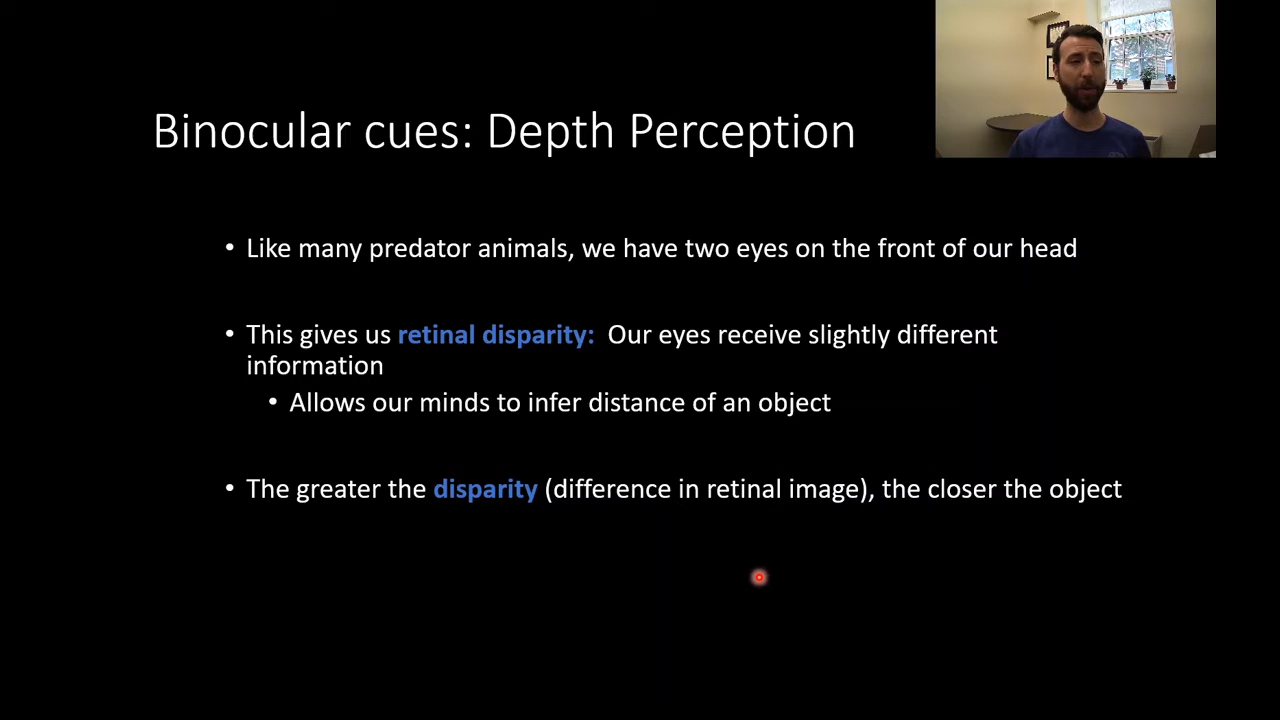 Binocular cues: Depth Perception
• Like many predator animals, we have two eyes on the front of our head
• This gives us retinal disparity:  Our eyes receive slightly different
information
• Allows our minds to infer distance of an object
• The greater the disparity (difference in retinal image), the closer the object